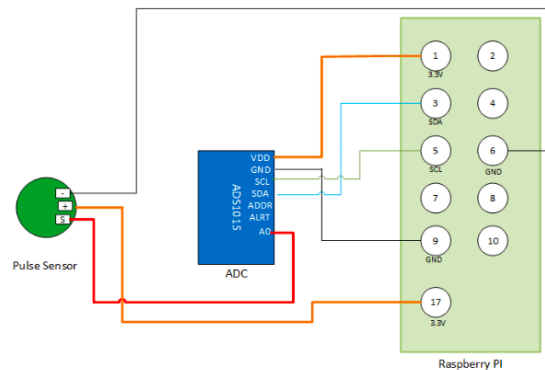 1
3.3V
2
3
SDA
4
5
SCL
6
GND
7
8
9
GND
10
17
3.3V
Raspberry PI
VDD
GND
SCL
SDA
ADDR
ALRT
A0
ADS1015
ADC
-
+
S
Pulse Sensor